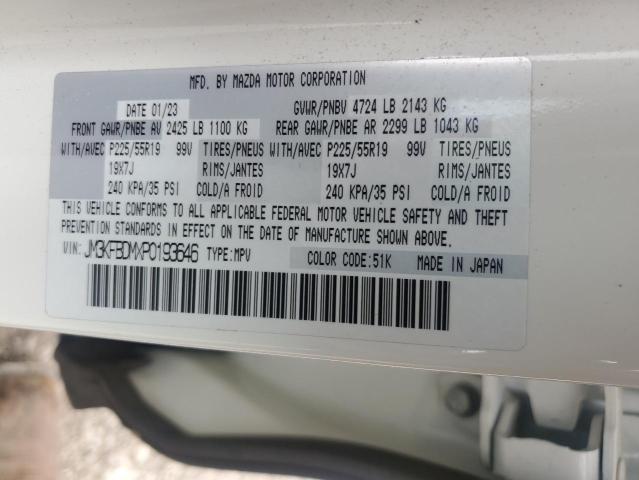 MFD. BY MAZDA MOTOR CORPORATION
DATE 01/23 GVWR/PNBV 4724 LB 2143 KG
FRONT GAWR/PNBE AV 2425 LB 1100 KG REAR GAWR/PNBE AR 2299 LB 1043 KG
WITH/AVEC P225/55R19 99V TIRES/PNEUS WITH/AVEC P225/55R19 99V TIRES/PNEUS
19X7J RIMS/JANTES 19X7J RIMS/JANTES
240 KPA/35 PSI COLD/A FROID 240 KPA/35 PSI COLD/A FROID
THIS VEHICLE CONFORMS TO ALL APPLICABLE FEDERAL MOTOR VEHICLE SAFETY AND THEFT
PREVENTION STANDARDS IN EFFECT ON THE DATE OF MANUFACTURE SHOWN ABOVE.
VIN: JM3KFBDMXP0193646 TYPE:MPV COLOR CODE:51K MADE IN JAPAN